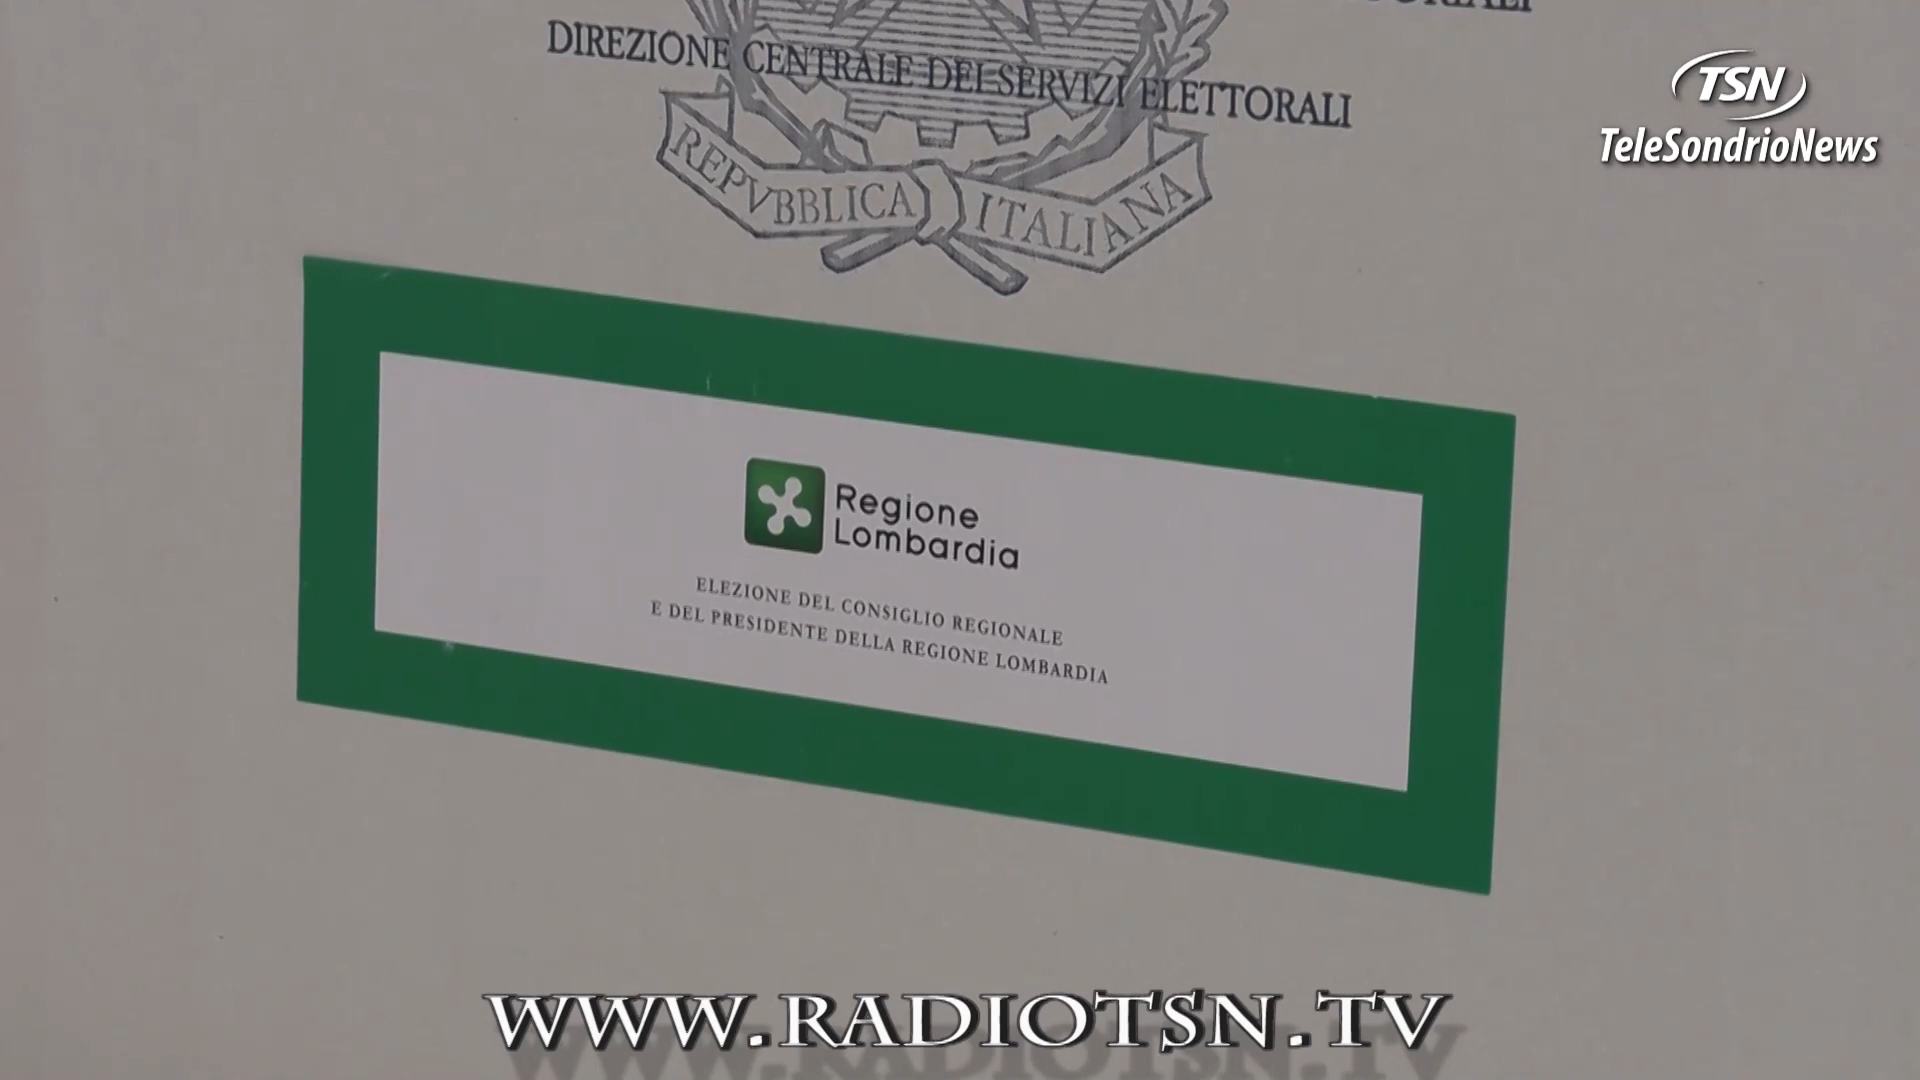 DIREZIONE CENTRALE DEI SERVIZI ELETTORALI
REPVBBLICA ITALIANA
TSN
TeleSondrioNews
Regione
Lombardia
ELEZIONE DEL CONSIGLIO REGIONALE
E DEL PRESIDENTE DELLA REGIONE LOMBARDIA
WWW.RADIOTSN.TV